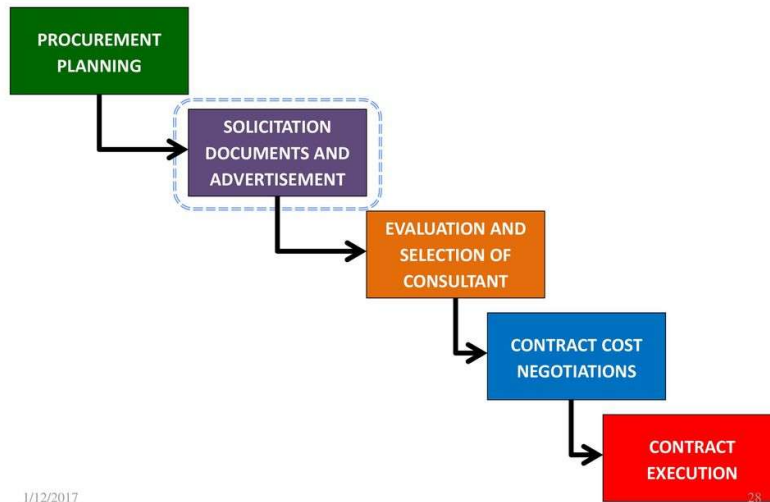 PROCUREMENT
PLANNING
SOLICITATION
DOCUMENTS AND
ADVERTISEMENT
EVALUATION AND
SELECTION OF
CONSULTANT
CONTRACT COST
NEGOTIATIONS
CONTRACT
EXECUTION
1/12/2017
28